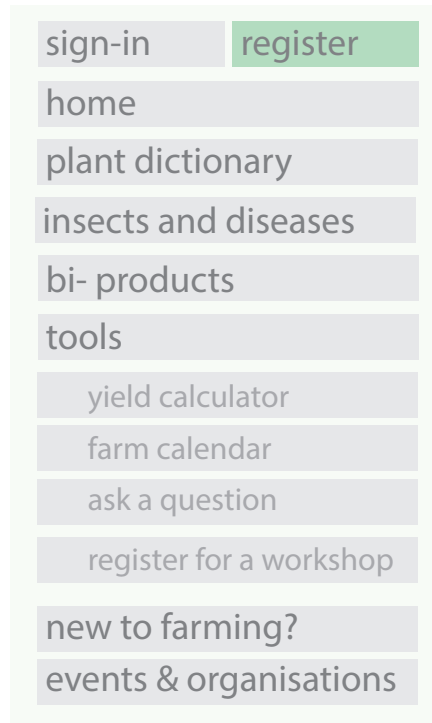 sign-in register
home
plant dictionary
insects and diseases
bi- products
tools
yield calculator
farm calendar
ask a question
register for a workshop
new to farming?
events & organisations